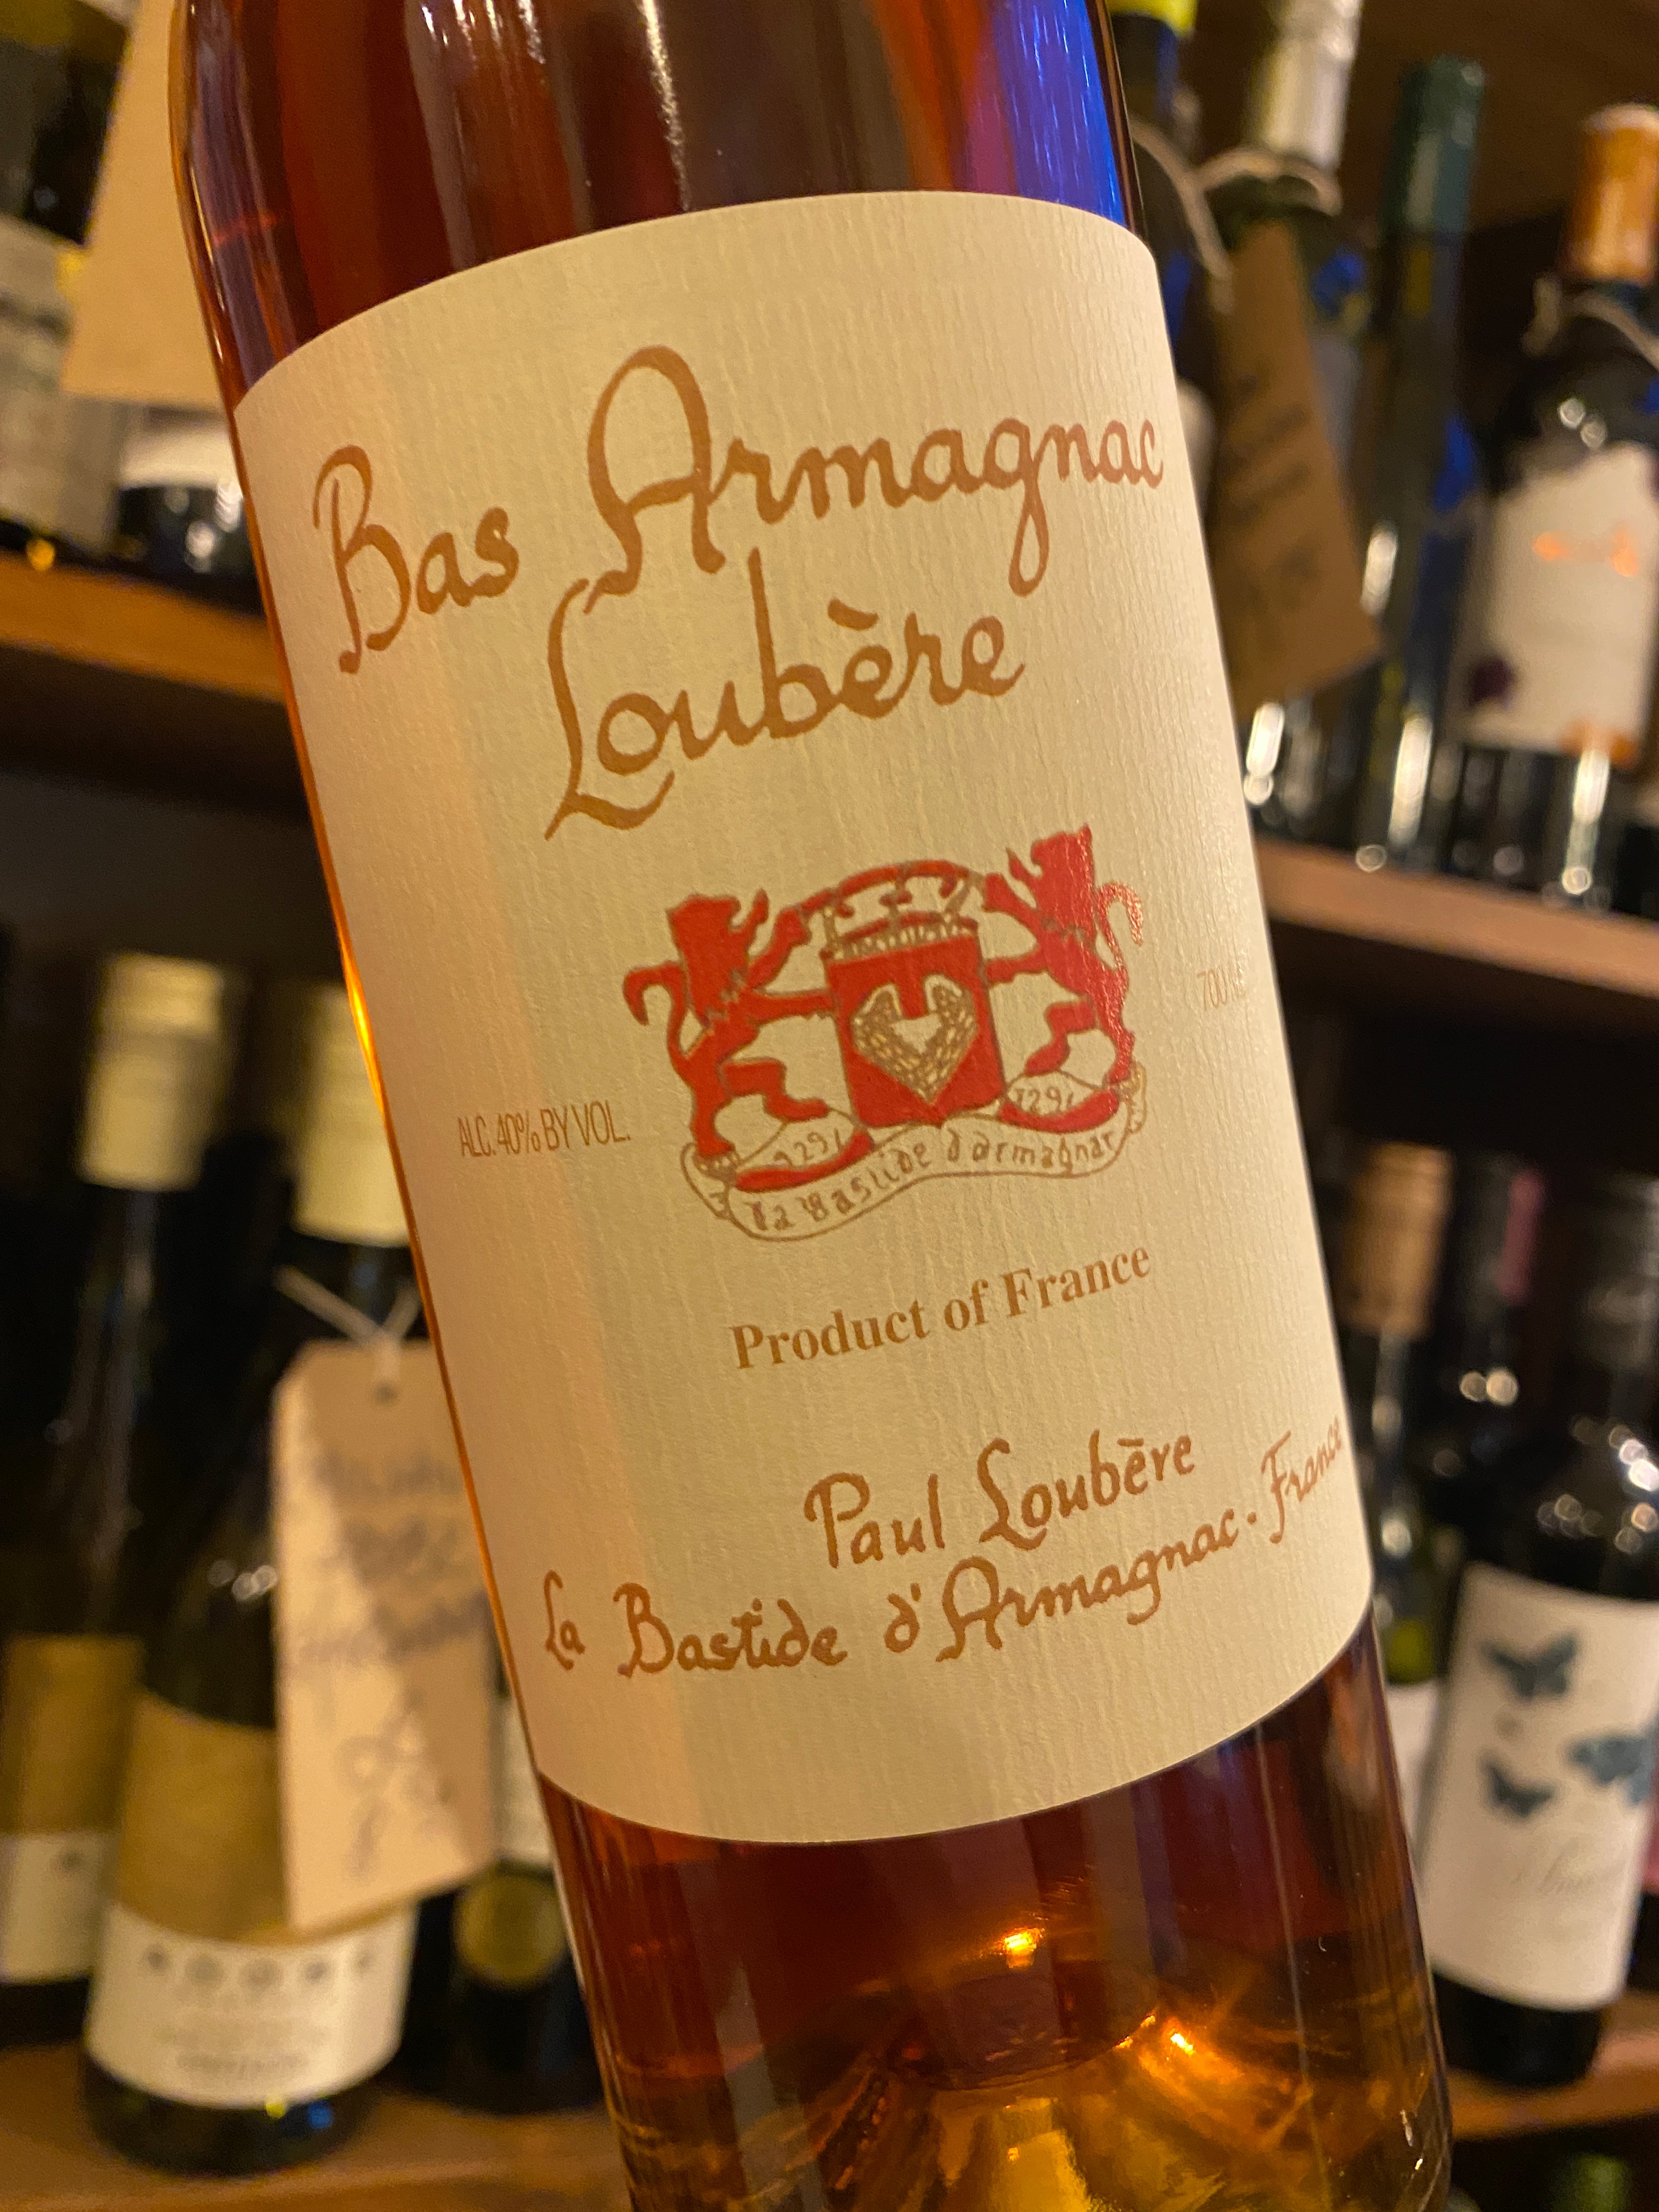 Bas Armagnac
Loubère
700 ML
ALC. 40% BY VOL.
1291 1291
La Bastide d'armagnac
Product of France
Paul Loubère
La Bastide d'Armagnac · France